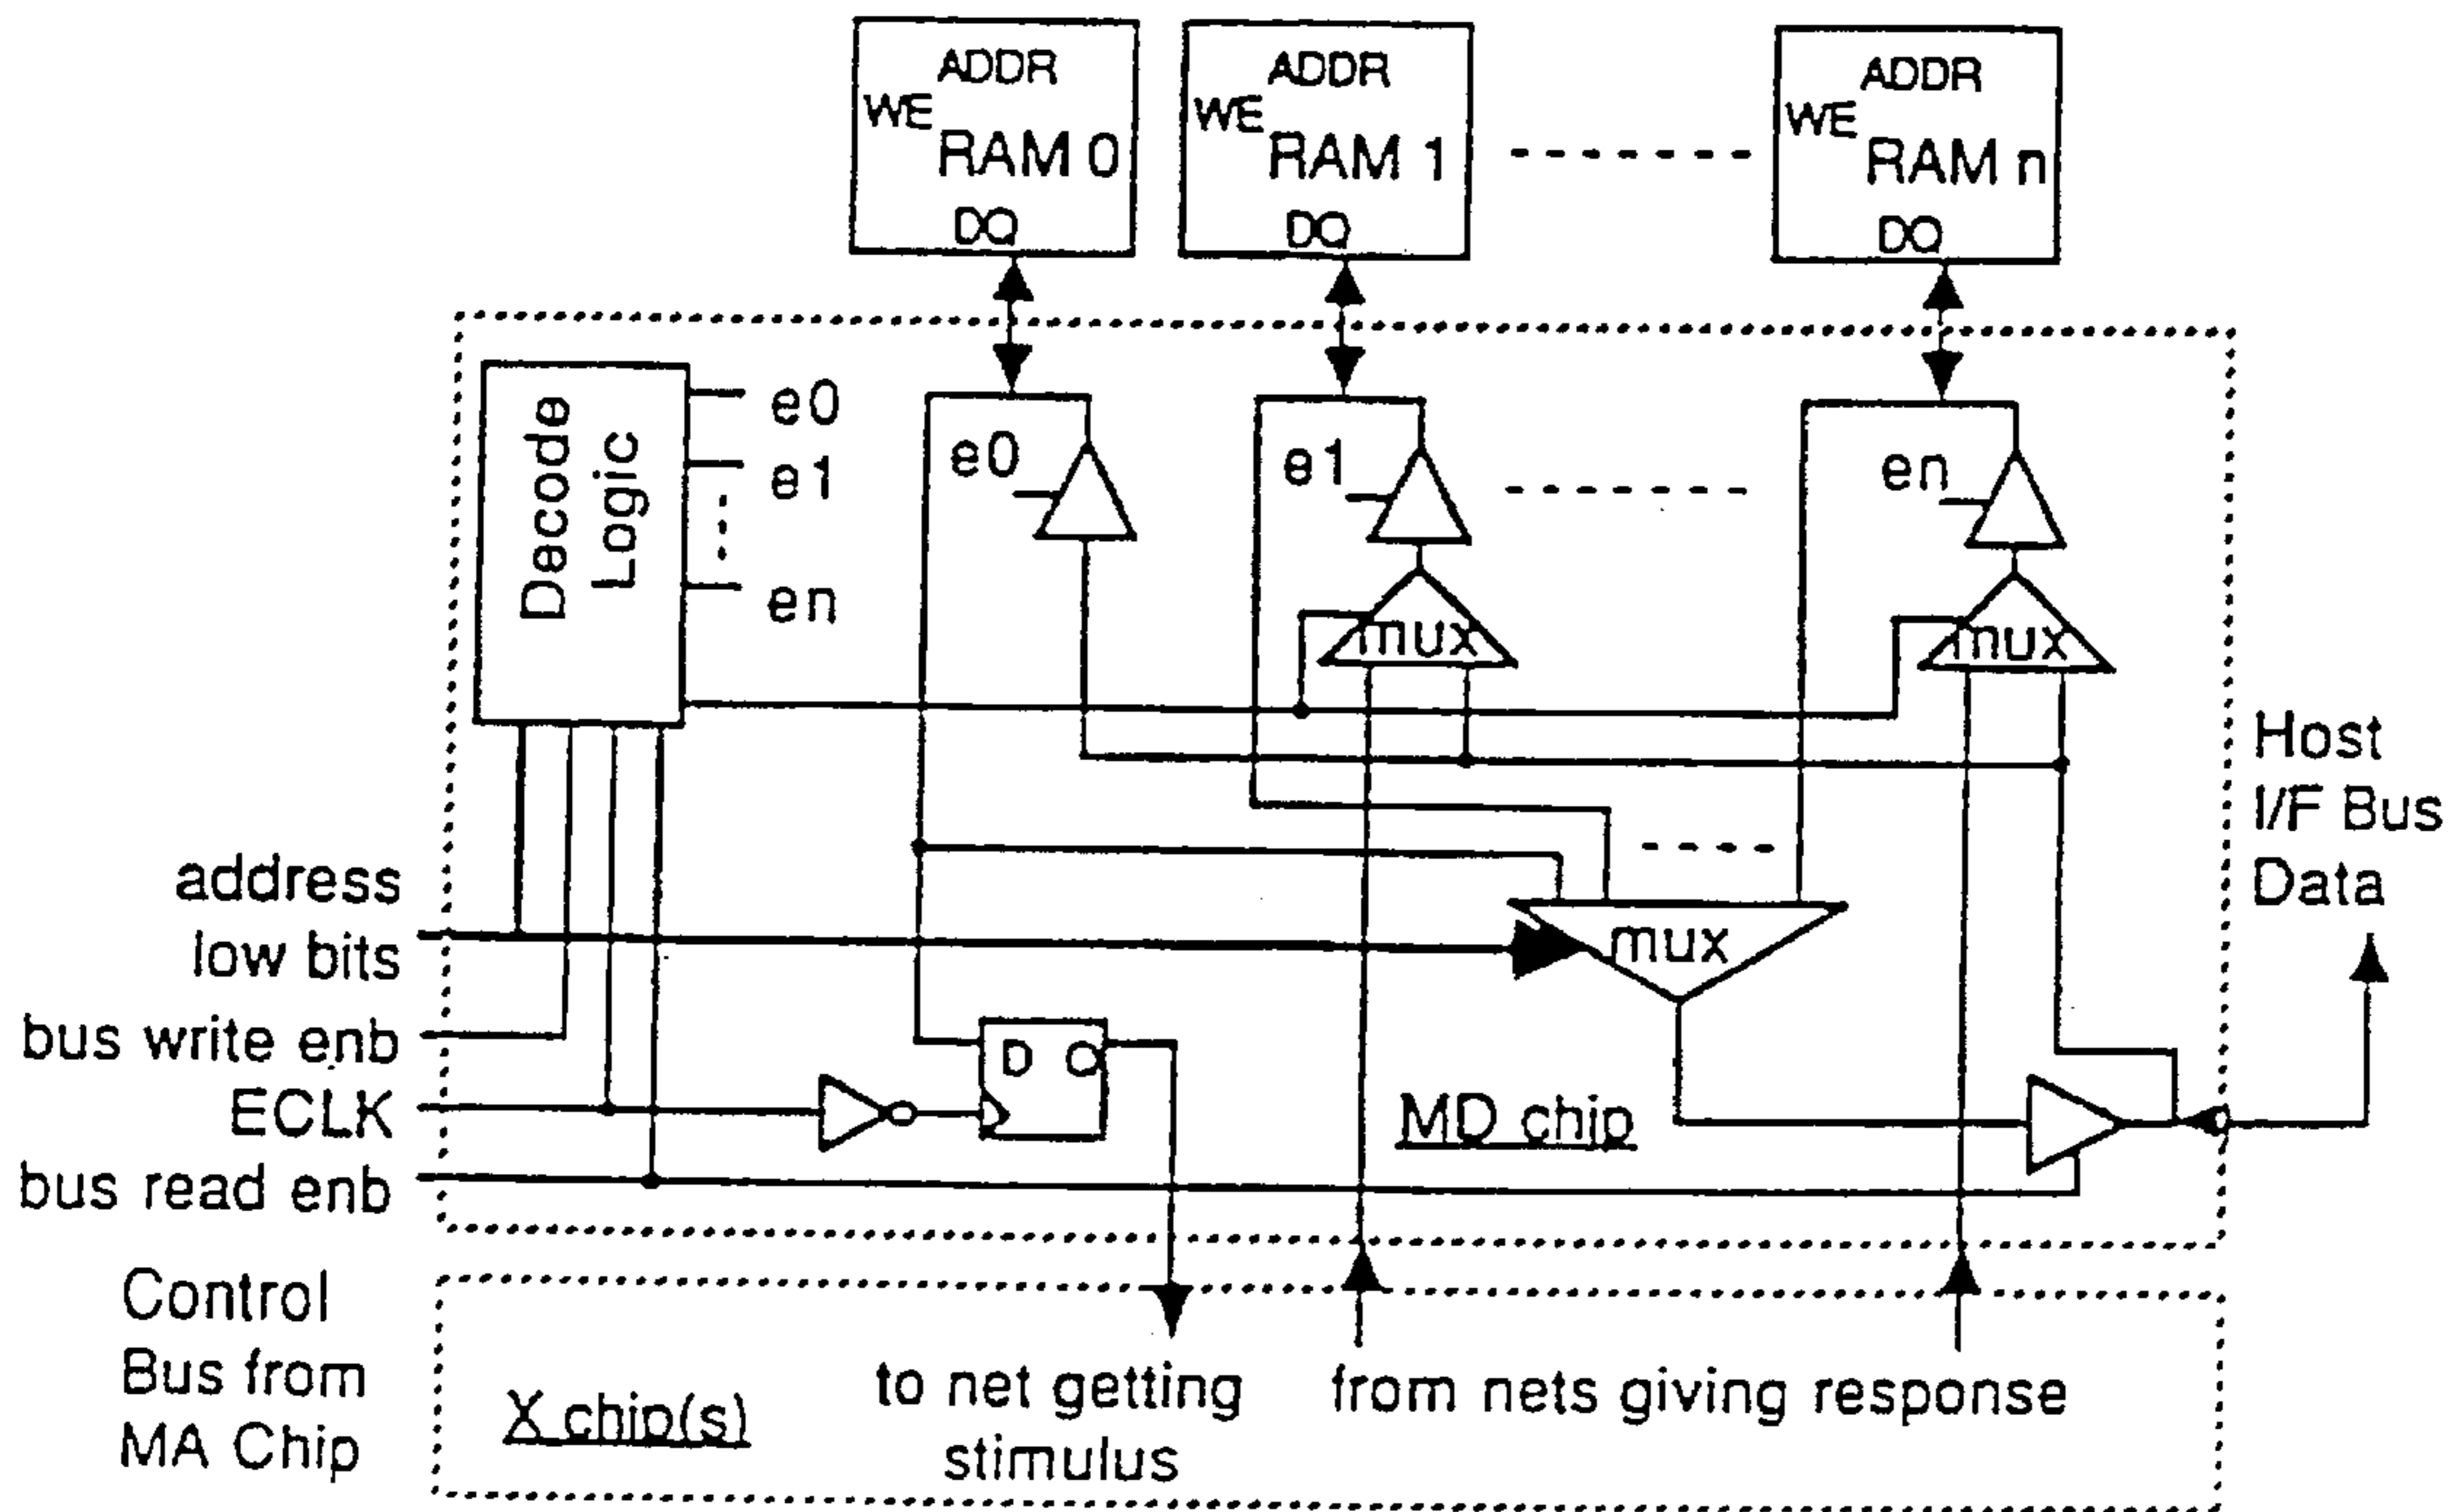 ADDR
WE
RAM 0
DQ
ADDR
WE
RAM 1
DQ
ADDR
WE
RAM n
DQ
Decode
Logic
e0
e1
en
e0
e1
en
mux
mux
Host
I/F Bus
Data
address
low bits
mux
bus write enb
D Q
ECLK
MD chip
bus read enb
Control
Bus from
MA Chip
X chip(s)
to net getting
stimulus
from nets giving response